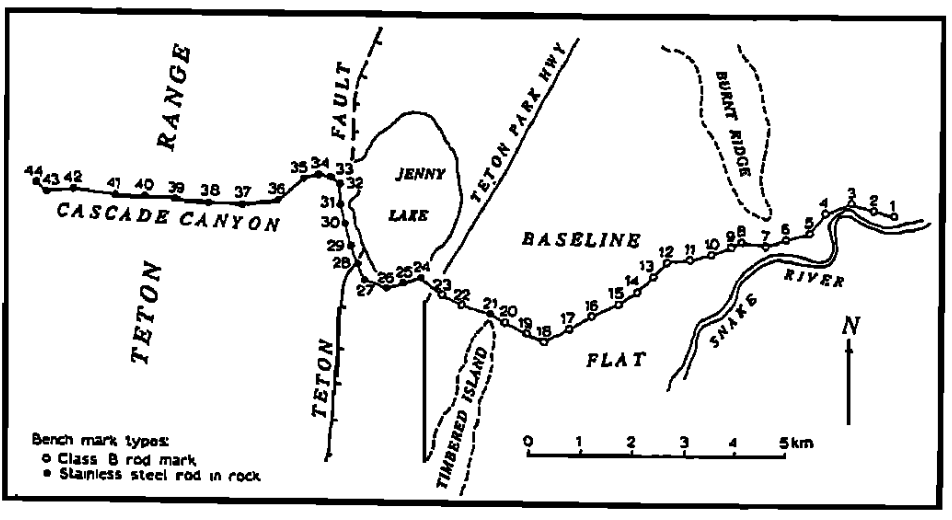 TETON
RANGE
FAULT
TETON
JENNY
LAKE
TETON PARK HWY
BURNT RIDGE
CASCADE CANYON
BASELINE
FLAT
SNAKE
RIVER
TIMBERED ISLAND
N
44
43
42
41
40
39
38
37
36
35
34
33
32
31
30
29
28
27
26
25
24
23
22
21
20
19
18
17
16
15
14
13
12
11
10
9
8
7
6
5
4
3
2
1
Bench mark types:
Class B rod mark
Stainless steel rod in rock
0 1 2 3 4 5 km